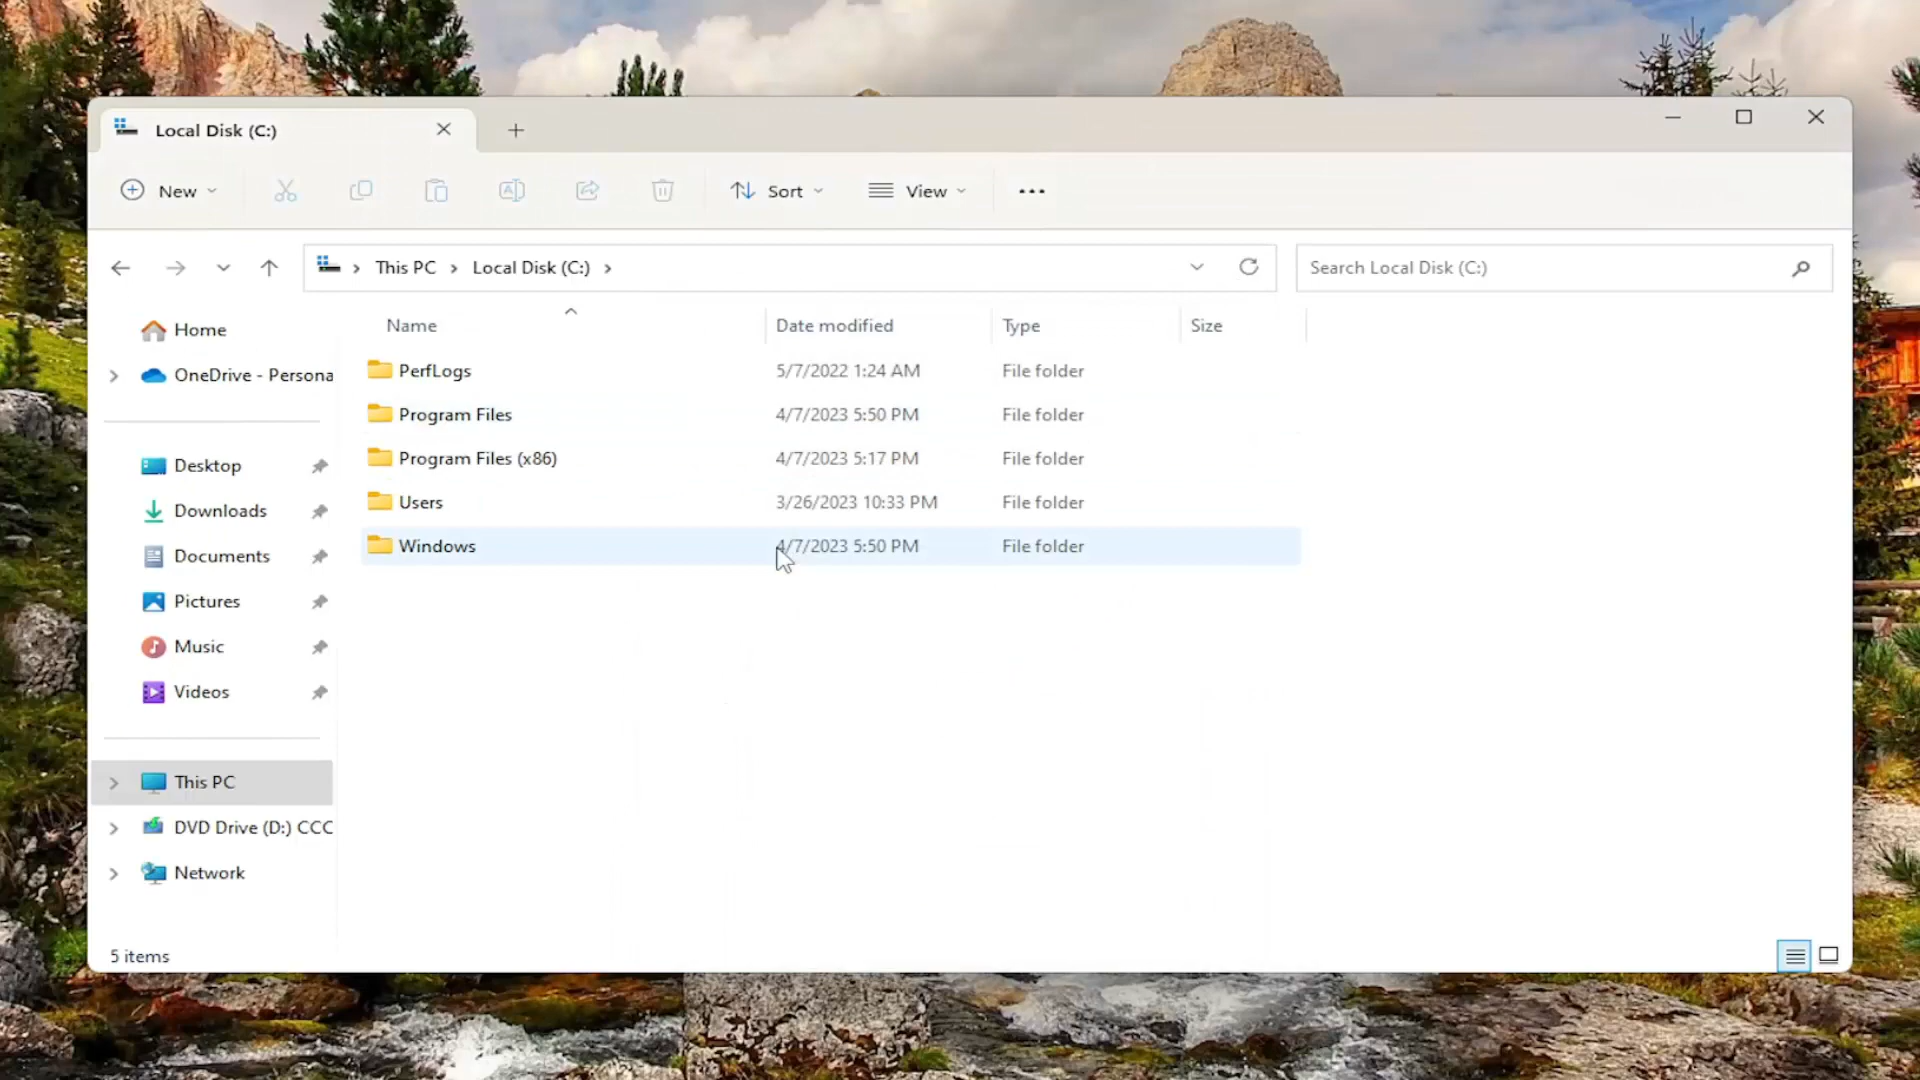 Local Disk (C:)
New Sort View
This PC Local Disk (C:) Search Local Disk (C:)
Home
OneDrive - Persona
Desktop
Downloads
Documents
Pictures
Music
Videos
This PC
DVD Drive (D:) CCC
Network
Name Date modified Type Size
PerfLogs 5/7/2022 1:24 AM File folder
Program Files 4/7/2023 5:50 PM File folder
Program Files (x86) 4/7/2023 5:17 PM File folder
Users 3/26/2023 10:33 PM File folder
Windows 4/7/2023 5:50 PM File folder
5 items